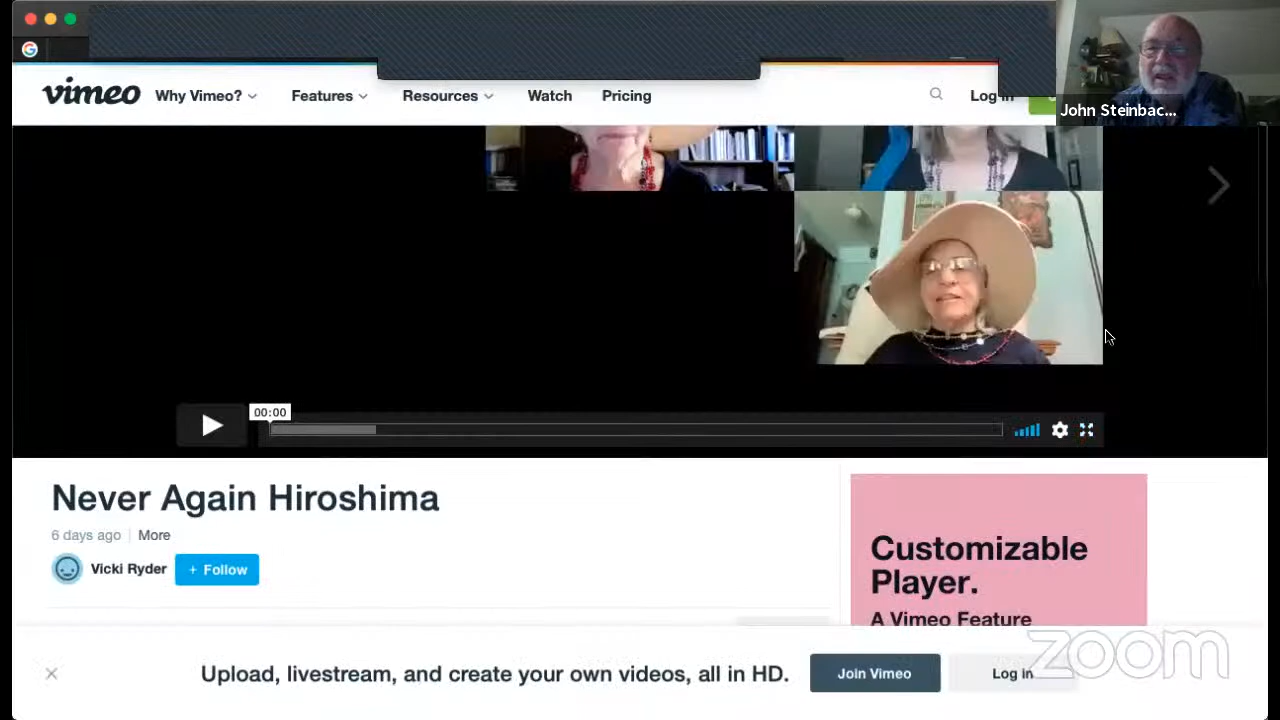 vimeo
Why Vimeo?
Features
Resources
Watch
Pricing
Log in
John Steinbac...
00:00
Never Again Hiroshima
6 days ago
More
Vicki Ryder
+ Follow
Customizable
Player.
A Vimeo Feature
Upload, livestream, and create your own videos, all in HD.
Join Vimeo
Log in
zoom